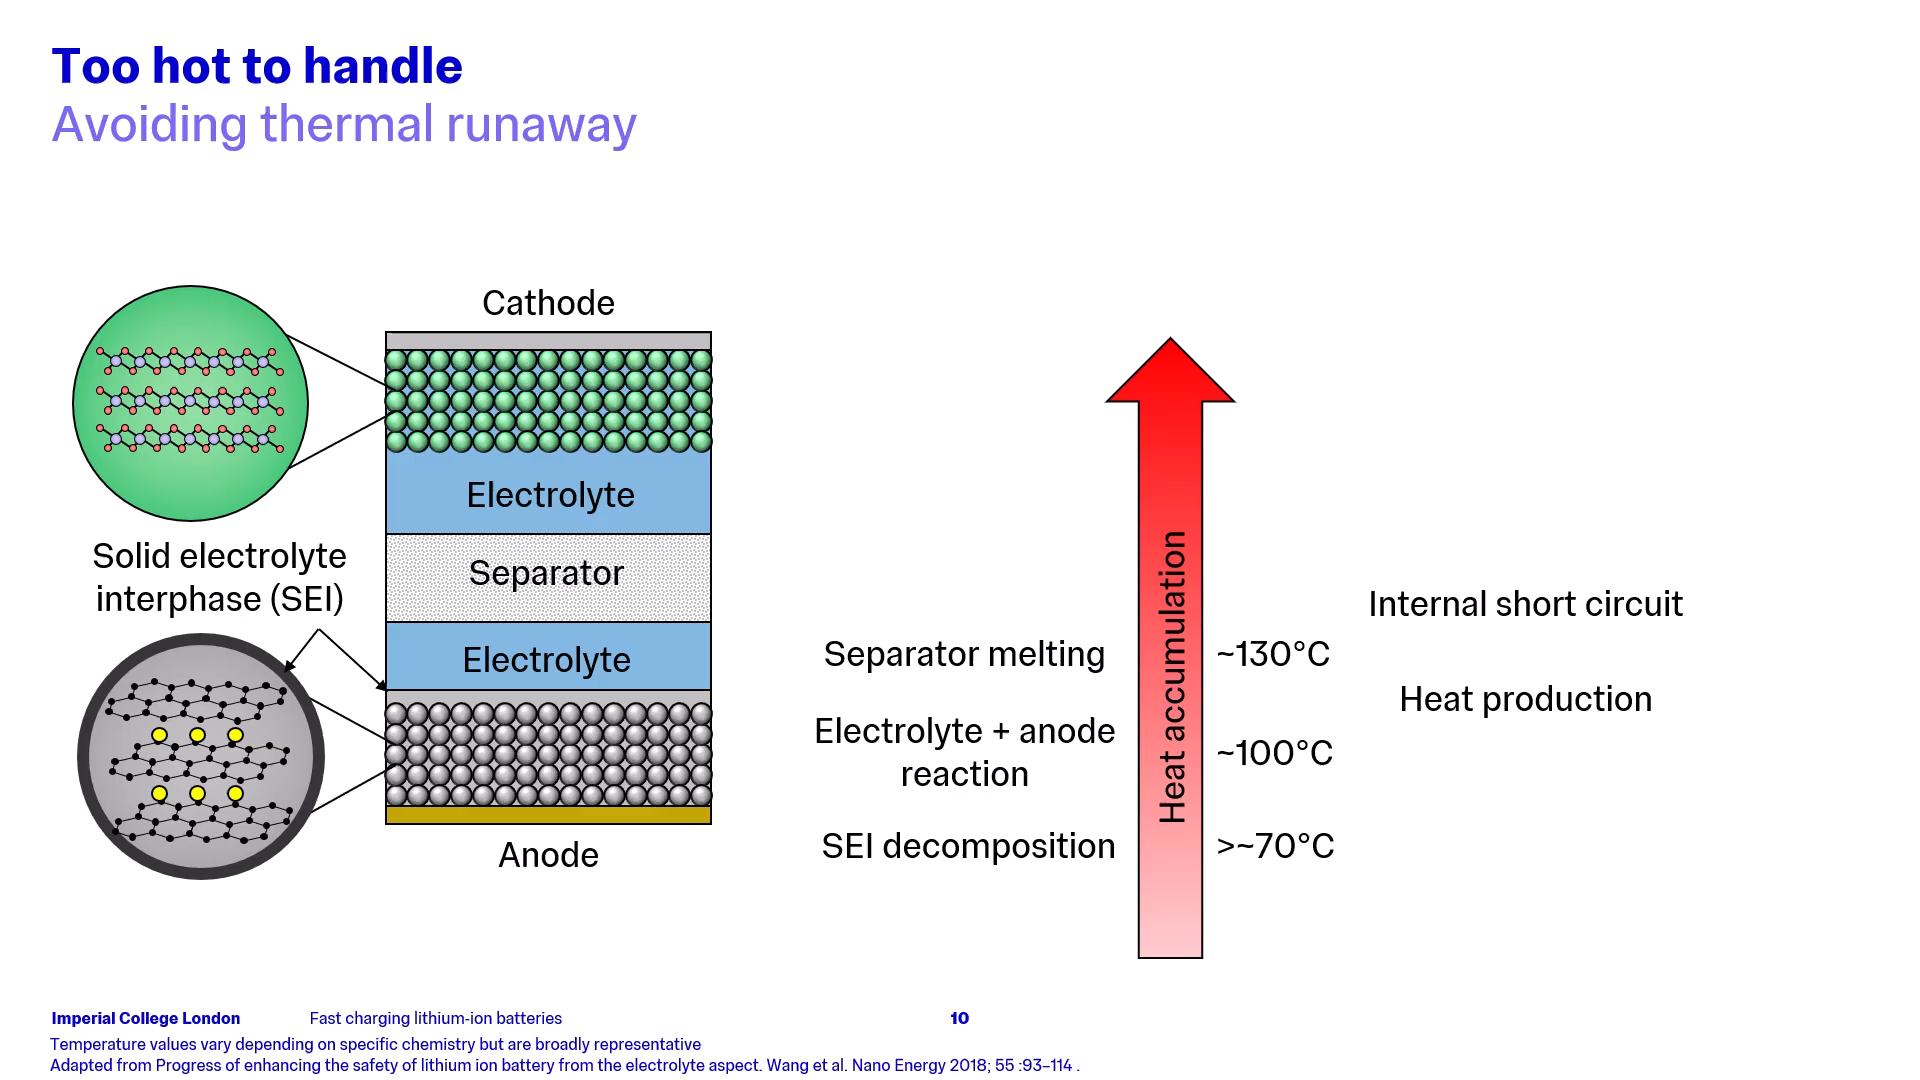 Too hot to handle
Avoiding thermal runaway
Cathode
Electrolyte
Separator
Electrolyte
Anode
Solid electrolyte
interphase (SEI)
Heat accumulation
Separator melting
~130°C
Internal short circuit
Heat production
Electrolyte + anode
reaction
~100°C
SEI decomposition
>~70°C
Imperial College London
Fast charging lithium-ion batteries
10
Temperature values vary depending on specific chemistry but are broadly representative
Adapted from Progress of enhancing the safety of lithium ion battery from the electrolyte aspect. Wang et al. Nano Energy 2018; 55 :93–114 .